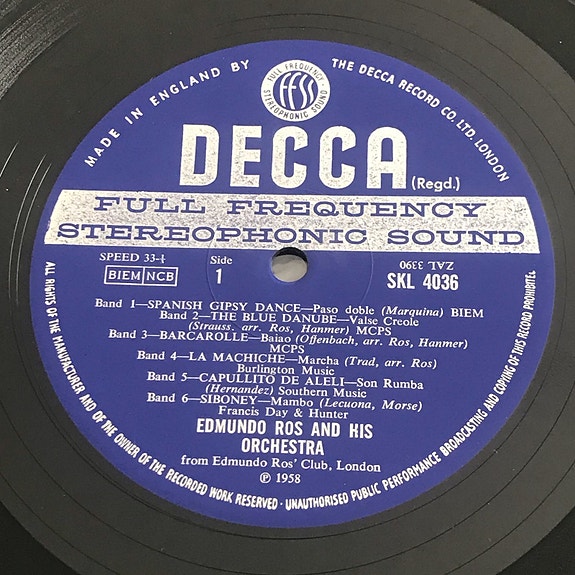 MADE IN ENGLAND BY
THE DECCA RECORD CO. LTD. LONDON
FULL FREQUENCY
STEREOPHONIC SOUND
FFSS
DECCA (Regd.)
FULL FREQUENCY
STEREOPHONIC SOUND
SPEED 33-⅓
BIEM NCB
Side
1
ZAL 3390
SKL 4036
Band 1—SPANISH GIPSY DANCE—Paso doble (Marquina) BIEM
Band 2—THE BLUE DANUBE—Valse Creole
(Strauss. arr. Ros, Hanmer) MCPS
Band 3—BARCAROLLE—Baiao (Offenbach, arr. Ros, Hanmer)
MCPS
Band 4—LA MACHICHE—Marcha (Trad, arr. Ros)
Burlington Music
Band 5—CAPULLITO DE ALELI—Son Rumba
(Hernandez) Southern Music
Band 6—SIBONEY—Mambo (Lecuona, Morse)
Francis Day & Hunter
EDMUNDO ROS AND HIS
ORCHESTRA
from Edmundo Ros' Club, London
℗ 1958
ALL RIGHTS OF THE MANUFACTURER AND OF THE OWNER OF THE RECORDED WORK RESERVED · UNAUTHORISED PUBLIC PERFORMANCE BROADCASTING AND COPYING OF THIS RECORD PROHIBITED.